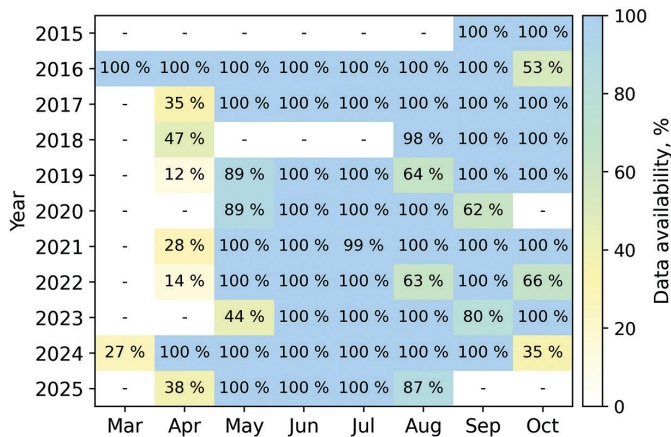 2015 - - - - - - 100 % 100 %
2016 100 % 100 % 100 % 100 % 100 % 100 % 100 % 53 %
2017 - 35 % 100 % 100 % 100 % 100 % 100 % 100 %
2018 - 47 % - - - 98 % 100 % 100 %
2019 - 12 % 89 % 100 % 100 % 64 % 100 % 100 %
2020 - - 89 % 100 % 100 % 100 % 62 % -
2021 - 28 % 100 % 100 % 99 % 100 % 100 % 100 %
2022 - 14 % 100 % 100 % 100 % 63 % 100 % 66 %
2023 - - 44 % 100 % 100 % 100 % 80 % 100 %
2024 27 % 100 % 100 % 100 % 100 % 100 % 100 % 35 %
2025 - 38 % 100 % 100 % 100 % 87 % - -
Mar Apr May Jun Jul Aug Sep Oct
Year
100
80
60
40
20
0
Data availability, %